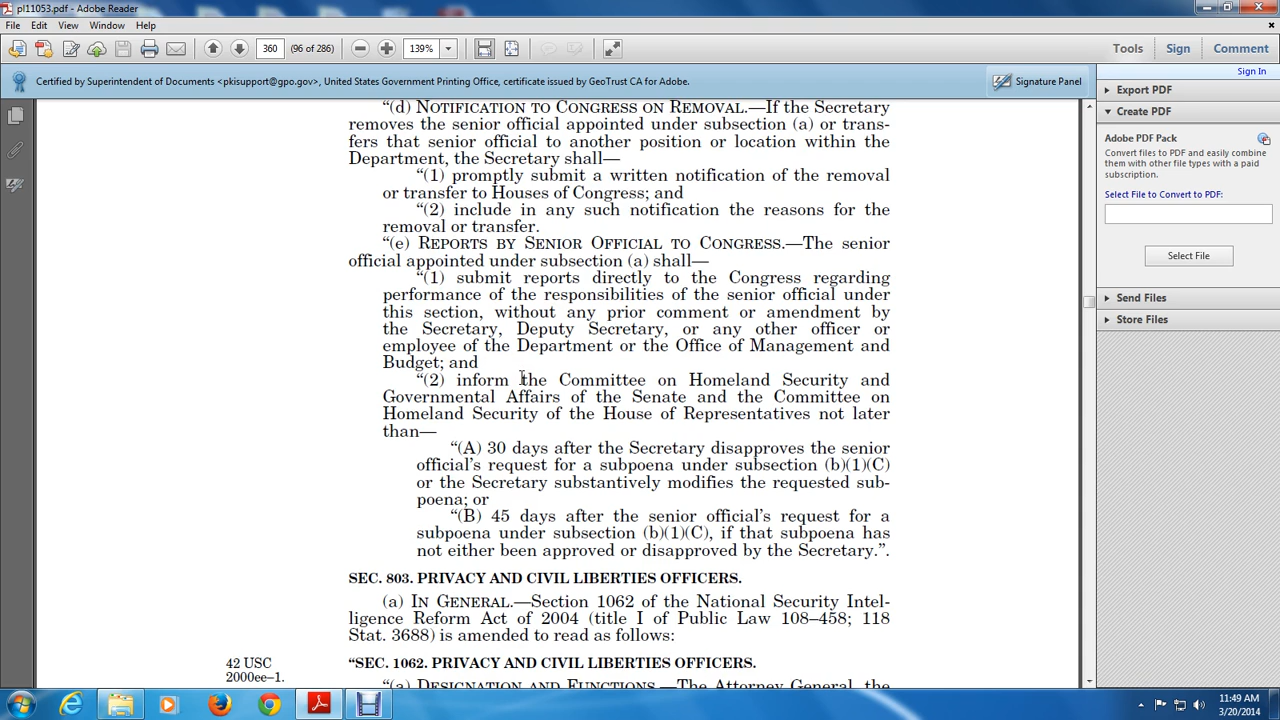 pl11053.pdf - Adobe Reader
File Edit View Window Help
360 (96 of 286) 139% Tools Sign Comment
Certified by Superintendent of Documents <pkisupport@gpo.gov>, United States Government Printing Office, certificate issued by GeoTrust CA for Adobe. Signature Panel
Sign In
Export PDF
Create PDF
Adobe PDF Pack
Convert files to PDF and easily combine
them with other file types with a paid
subscription.
Select File to Convert to PDF:
Select File
Send Files
Store Files
“(d) NOTIFICATION TO CONGRESS ON REMOVAL.—If the Secretary
removes the senior official appointed under subsection (a) or trans-
fers that senior official to another position or location within the
Department, the Secretary shall—
“(1) promptly submit a written notification of the removal
or transfer to Houses of Congress; and
“(2) include in any such notification the reasons for the
removal or transfer.
“(e) REPORTS BY SENIOR OFFICIAL TO CONGRESS.—The senior
official appointed under subsection (a) shall—
“(1) submit reports directly to the Congress regarding
performance of the responsibilities of the senior official under
this section, without any prior comment or amendment by
the Secretary, Deputy Secretary, or any other officer or
employee of the Department or the Office of Management and
Budget; and
“(2) inform the Committee on Homeland Security and
Governmental Affairs of the Senate and the Committee on
Homeland Security of the House of Representatives not later
than—
“(A) 30 days after the Secretary disapproves the senior
official’s request for a subpoena under subsection (b)(1)(C)
or the Secretary substantively modifies the requested sub-
poena; or
“(B) 45 days after the senior official’s request for a
subpoena under subsection (b)(1)(C), if that subpoena has
not either been approved or disapproved by the Secretary.”.
SEC. 803. PRIVACY AND CIVIL LIBERTIES OFFICERS.
(a) IN GENERAL.—Section 1062 of the National Security Intel-
ligence Reform Act of 2004 (title I of Public Law 108–458; 118
Stat. 3688) is amended to read as follows:
42 USC
2000ee–1.
“SEC. 1062. PRIVACY AND CIVIL LIBERTIES OFFICERS.
“(a) DESIGNATION AND FUNCTIONS.—The Attorney General, the
11:49 AM
3/20/2014